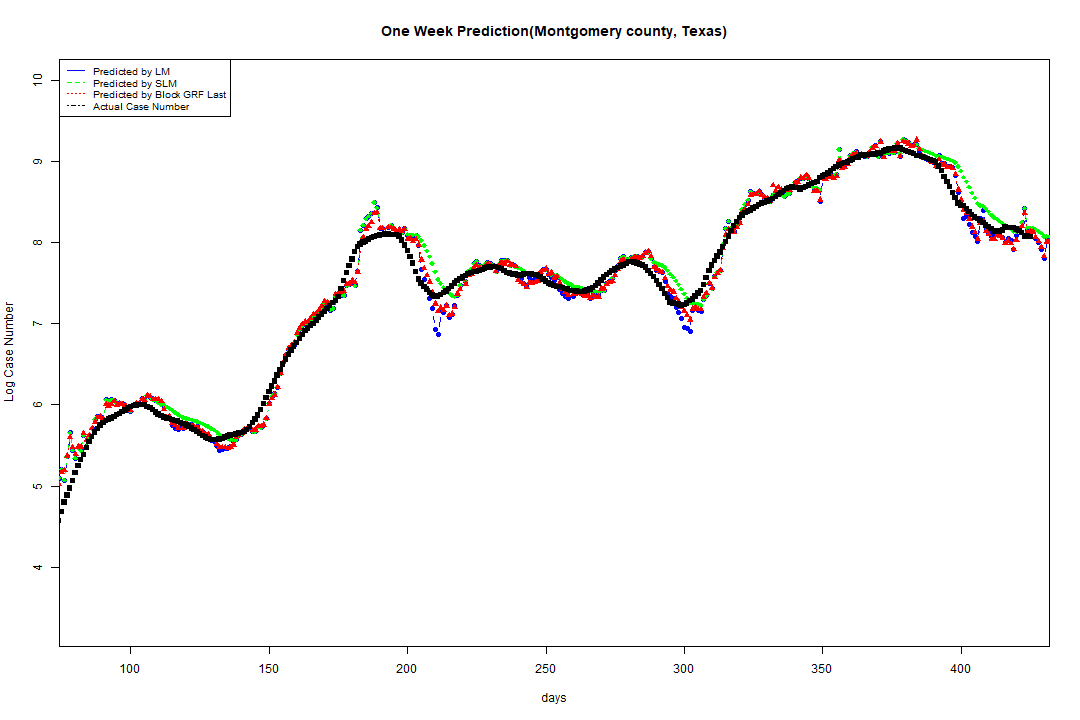 One Week Prediction(Montgomery county, Texas)
Predicted by LM
Predicted by SLM
Predicted by Block GRF Last
Actual Case Number
10
9
8
7
6
5
4
Log Case Number
100 150 200 250 300 350 400
days